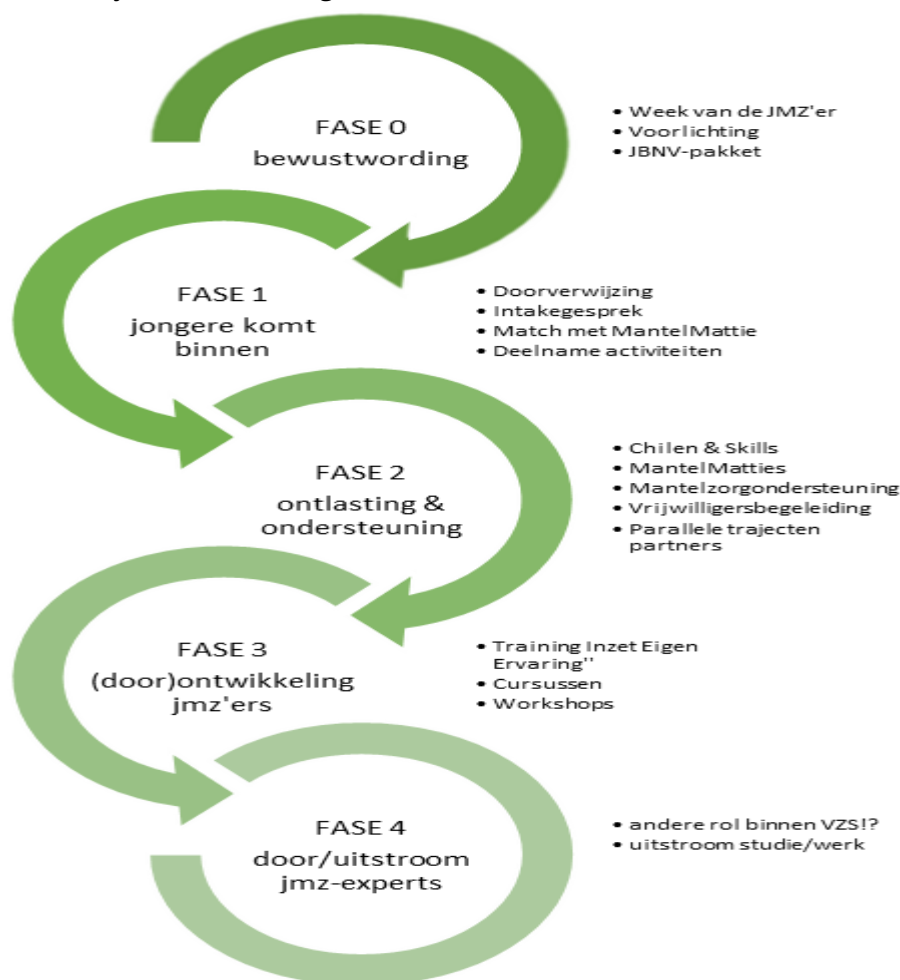 FASE 0
bewustwording
• Week van de JMZ'er
• Voorlichting
• JBNV-pakket
FASE 1
jongere komt
binnen
• Doorverwijzing
• Intakegesprek
• Match met MantelMattie
• Deelname activiteiten
FASE 2
ontlasting &
ondersteuning
• Chilen & Skills
• MantelMatties
• Mantelzorgondersteuning
• Vrijwilligersbegeleiding
• Parallele trajecten
partners
FASE 3
(door)ontwikkeling
jmz'ers
• Training Inzet Eigen
Ervaring''
• Cursussen
• Workshops
FASE 4
door/uitstroom
jmz-experts
• andere rol binnen VZS!?
• uitstroom studie/werk